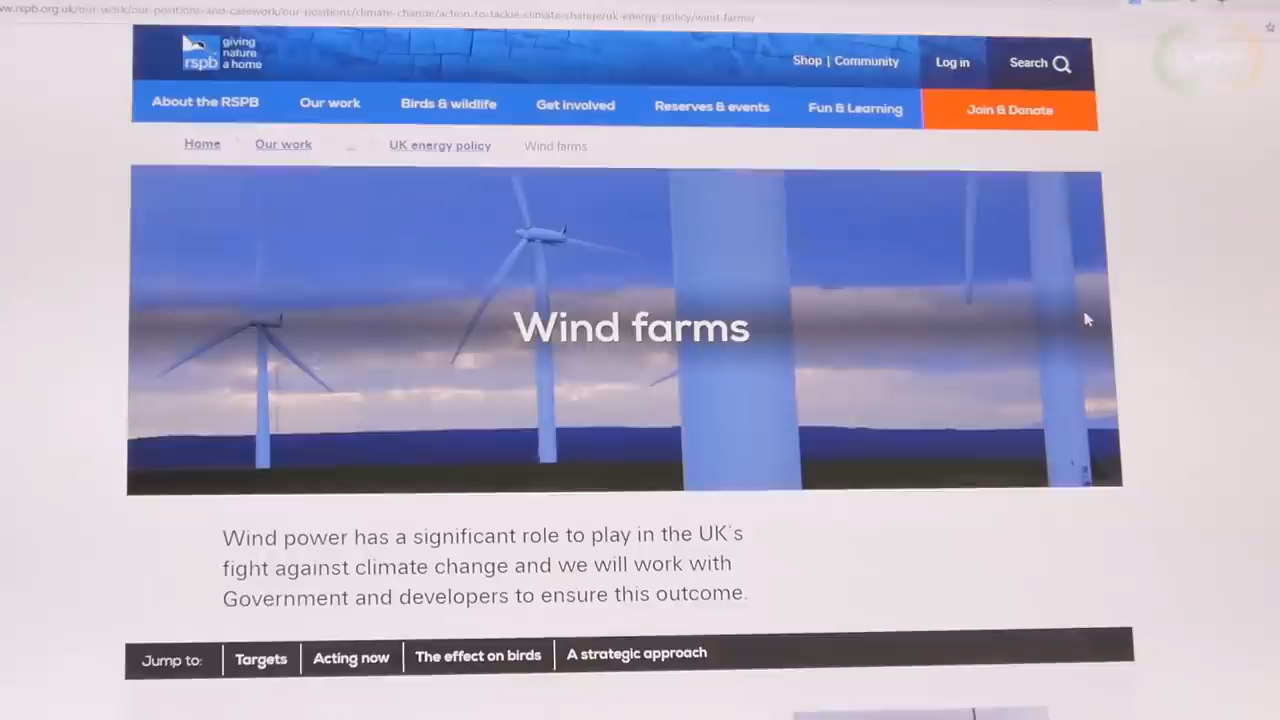 w.rspb.org.uk/our-work/our-positions-and-casework/our-positions/climate-change/action-to-tackle-climate-change/uk-energy-policy/wind-farms/
rspb
giving
nature
a home
Shop | Community
Log in
Search
About the RSPB
Our work
Birds & wildlife
Get involved
Reserves & events
Fun & Learning
Join & Donate
Home
Our work
UK energy policy
Wind farms
Wind farms
Wind power has a significant role to play in the UK's
fight against climate change and we will work with
Government and developers to ensure this outcome.
Jump to:
Targets
Acting now
The effect on birds
A strategic approach